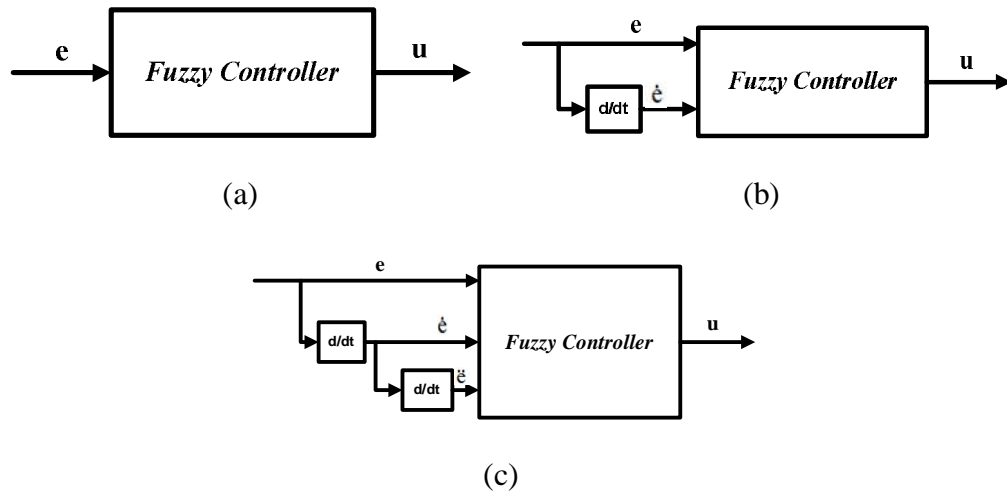 e
Fuzzy Controller
u
(a)
e
d/dt
ė
Fuzzy Controller
u
(b)
e
d/dt
ė
d/dt
ë
Fuzzy Controller
u
(c)